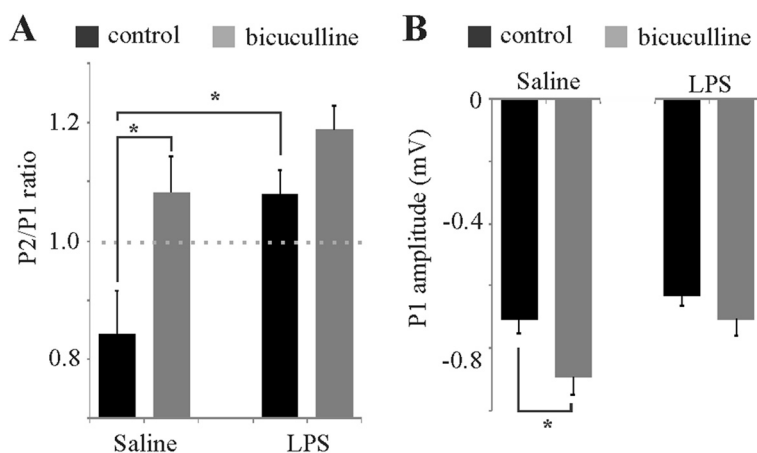 A
control bicuculline
P2/P1 ratio
1.2
1.0
0.8
*
*
Saline LPS
B
control bicuculline
Saline LPS
P1 amplitude (mV)
0
-0.4
-0.8
*